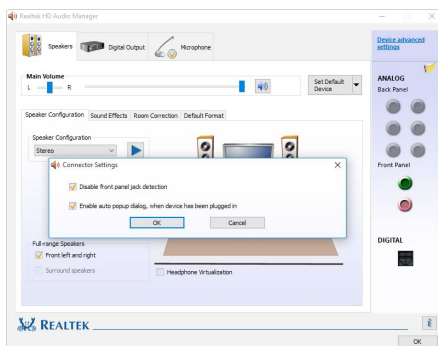 Realtek HD Audio Manager
Speakers
Digital Output
Microphone
Device advanced
settings
Main Volume
L
R
Set Default
Device
ANALOG
Back Panel
Speaker Configuration
Sound Effects
Room Correction
Default Format
Speaker Configuration
Stereo
Front Panel
Connector Settings
Disable front panel jack detection
Enable auto popup dialog, when device has been plugged in
OK
Cancel
Full-range Speakers
Front left and right
Surround speakers
Headphone Virtualization
DIGITAL
REALTEK
i
OK